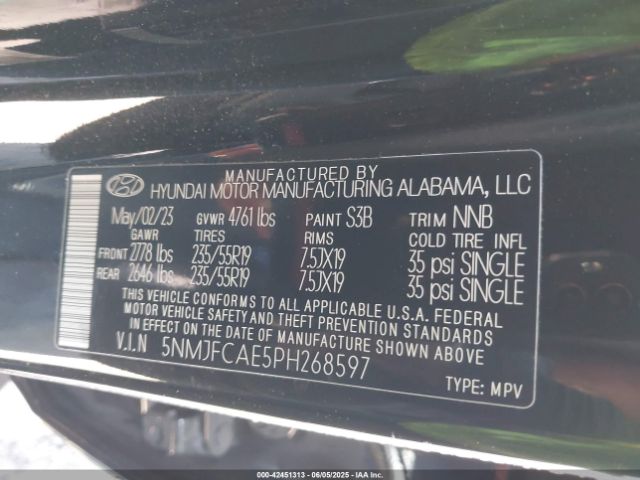 MANUFACTURED BY
HYUNDAI MOTOR MANUFACTURING ALABAMA, LLC
May/02/23 GVWR 4761 lbs PAINT S3B TRIM NNB
GAWR TIRES RIMS COLD TIRE INFL
FRONT 2778 lbs 235/55R19 7.5JX19 35 psi SINGLE
REAR 2646 lbs 235/55R19 7.5JX19 35 psi SINGLE
THIS VEHICLE CONFORMS TO ALL APPLICABLE U.S.A. FEDERAL
MOTOR VEHICLE SAFETY AND THEFT PREVENTION STANDARDS
IN EFFECT ON THE DATE OF MANUFACTURE SHOWN ABOVE.
V.I.N 5NMJFCAE5PH268597
TYPE: MPV
000-42451313 - 06/05/2025 - IAA Inc.